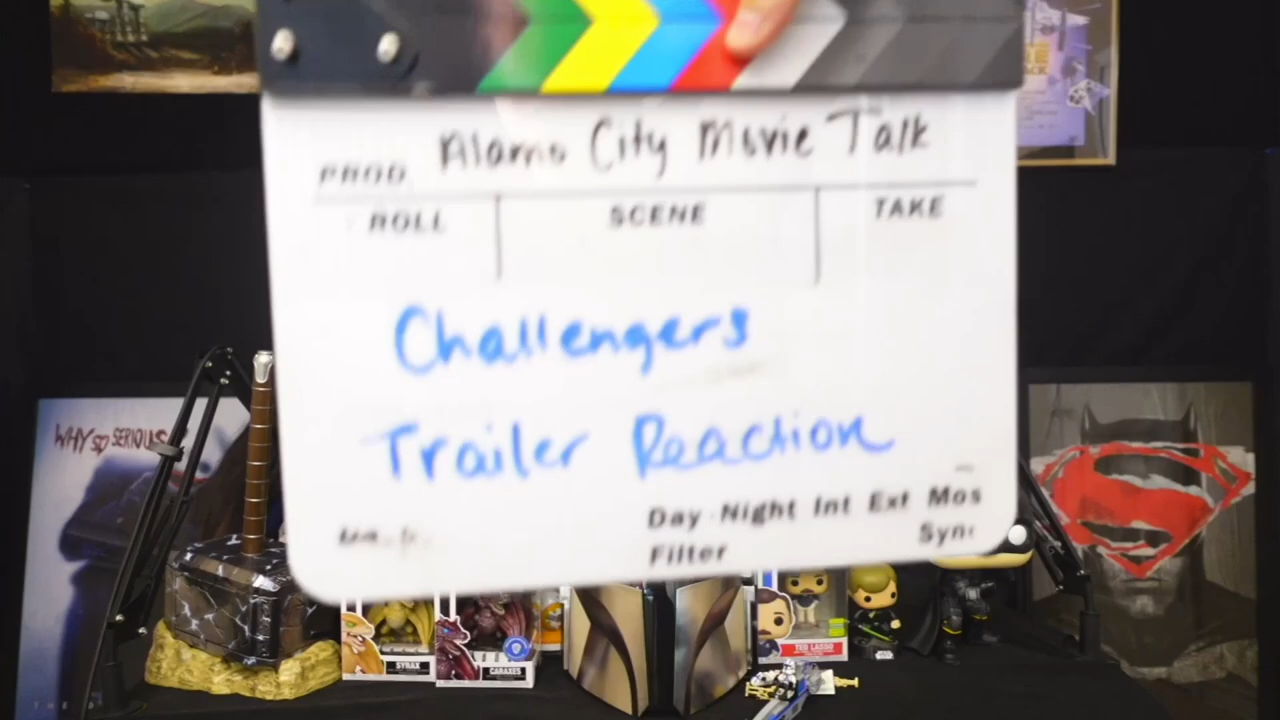 PROD Alamo City Movie Talk
ROLL SCENE TAKE
Challengers
Trailer Reaction
Day-Night Int Ext Mos
Filter Sync
WHY SO SERIOUS
SYRAX
CARAXES
TED LASSO